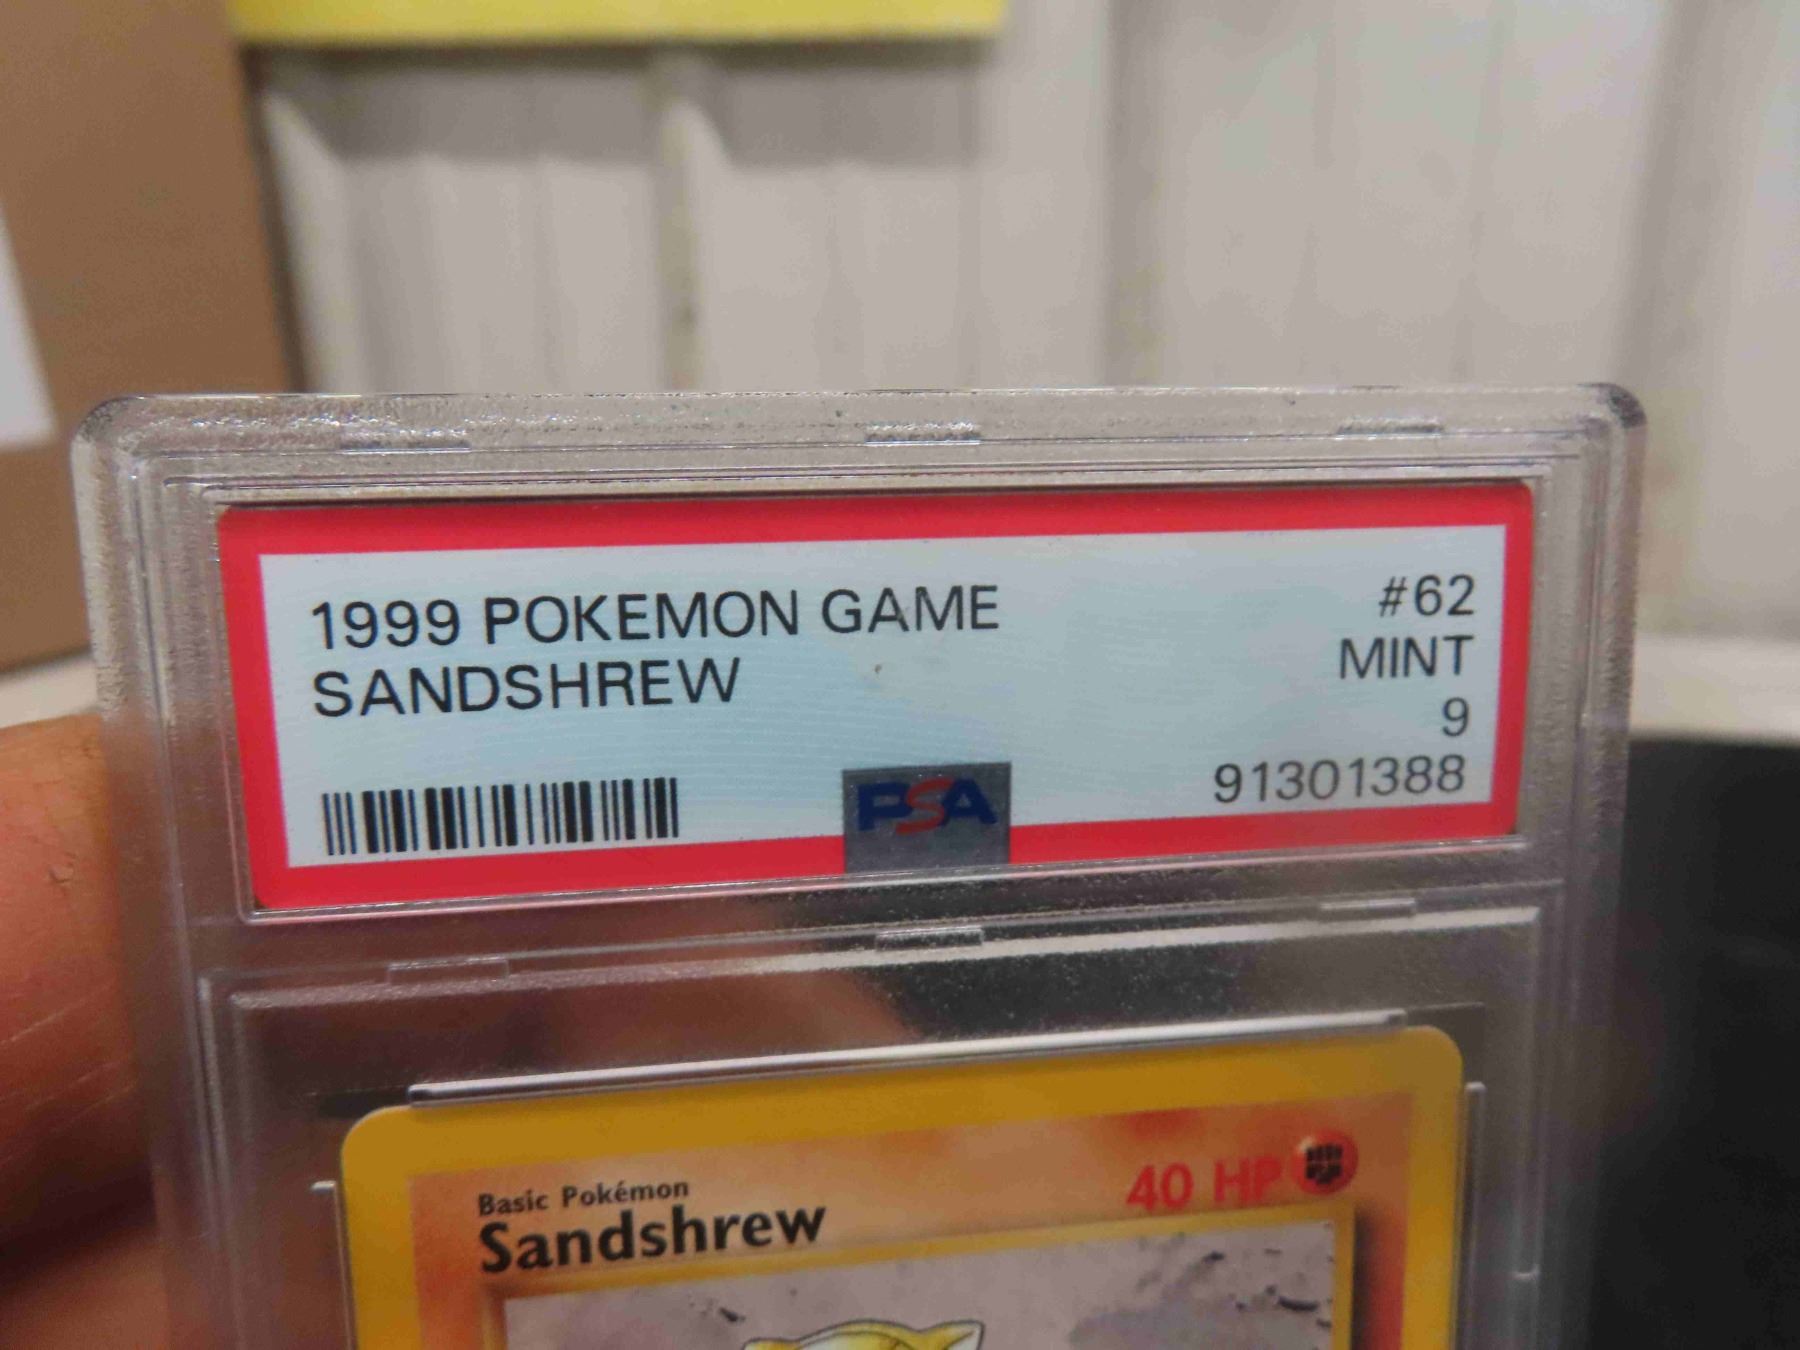 1999 POKEMON GAME
#62
SANDSHREW
MINT
9
PSA
91301388
Basic Pokémon
Sandshrew
40 HP